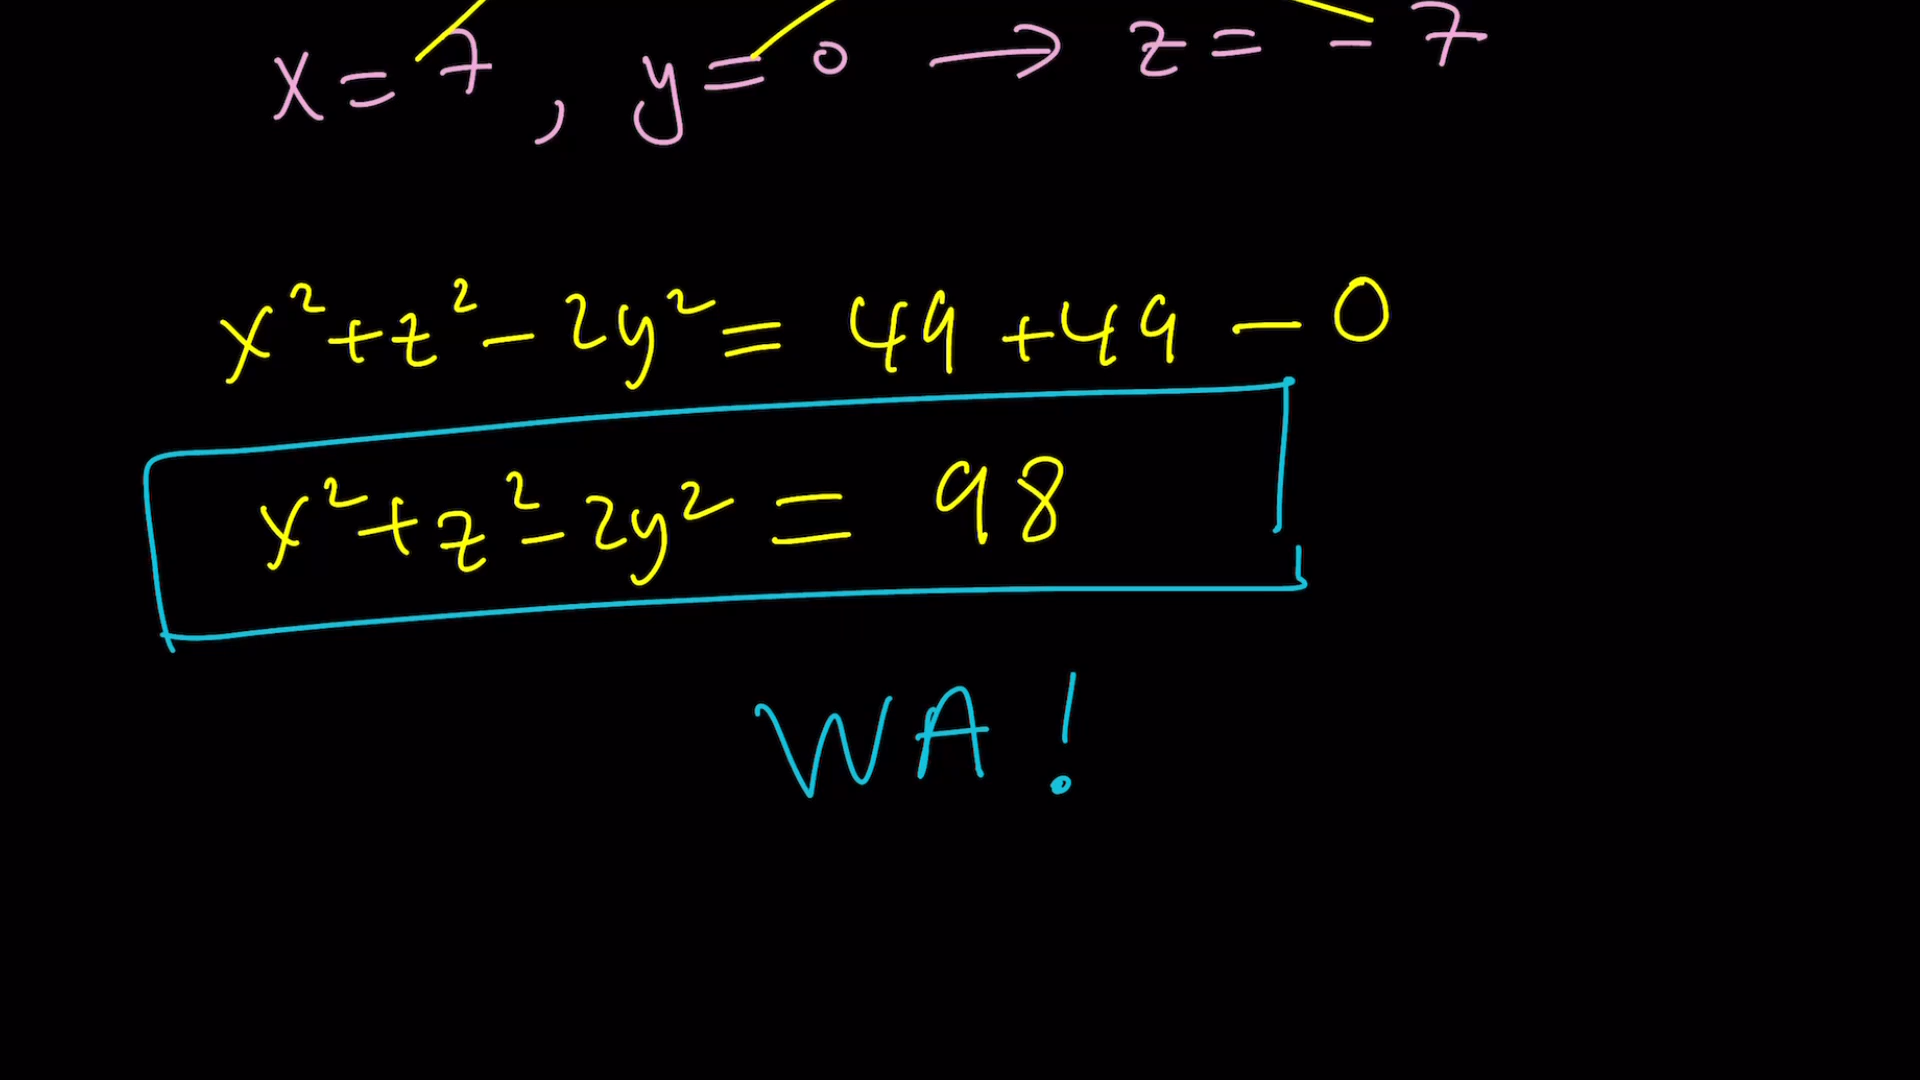 x = 7 , y = 0 → z = - 7
x² + z² - 2y² = 49 + 49 - 0
x² + z² - 2y² = 98
WA !